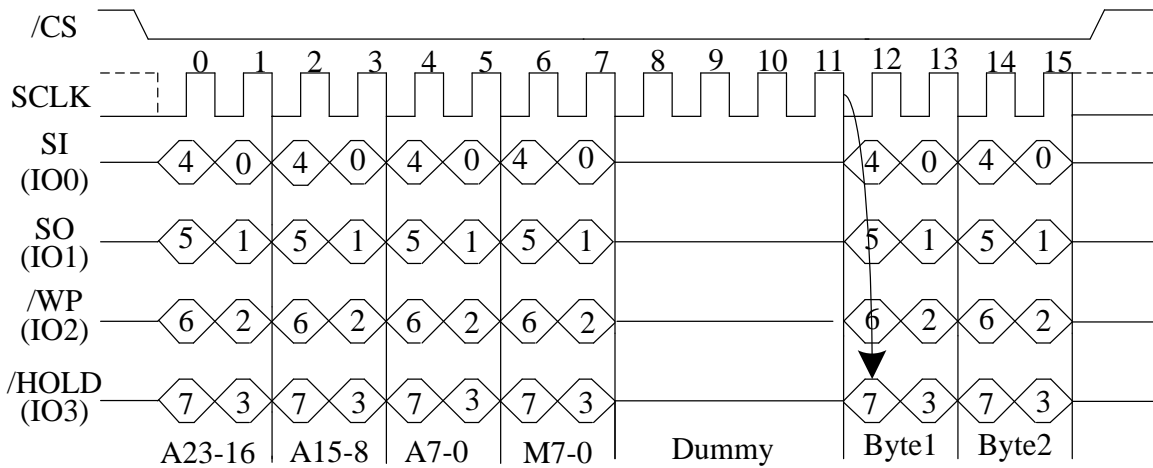 /CS
0 1 2 3 4 5 6 7 8 9 10 11 12 13 14 15
SCLK
SI
(IO0)
4 0 4 0 4 0 4 0 4 0 4 0
SO
(IO1)
5 1 5 1 5 1 5 1 5 1 5 1
/WP
(IO2)
6 2 6 2 6 2 6 2 6 2 6 2
/HOLD
(IO3)
7 3 7 3 7 3 7 3 7 3 7 3
A23-16 A15-8 A7-0 M7-0 Dummy Byte1 Byte2